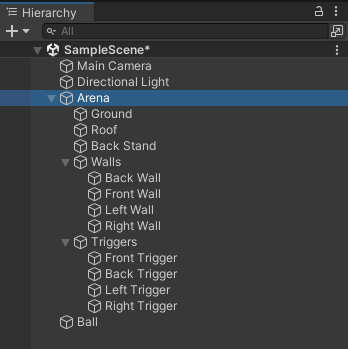 Hierarchy
All
SampleScene*
Main Camera
Directional Light
Arena
Ground
Roof
Back Stand
Walls
Back Wall
Front Wall
Left Wall
Right Wall
Triggers
Front Trigger
Back Trigger
Left Trigger
Right Trigger
Ball